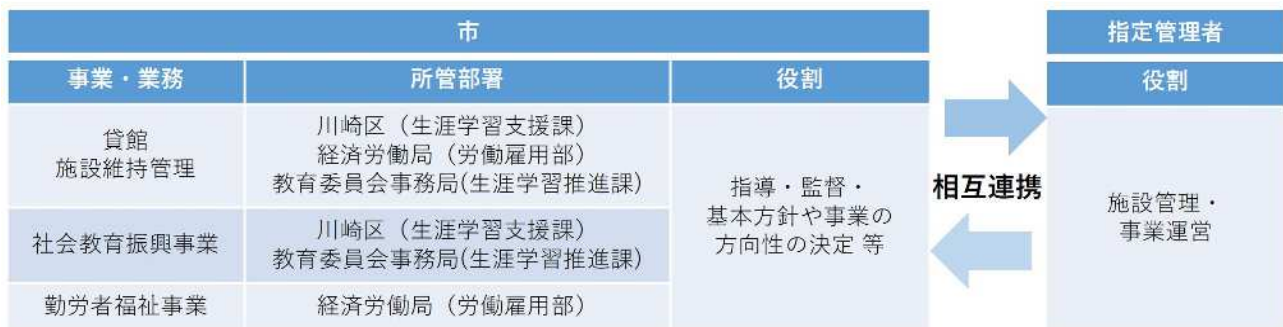 市
指定管理者
事業・業務
所管部署
役割
役割
貸館
施設維持管理
川崎区（生涯学習支援課）
経済労働局（労働雇用部）
教育委員会事務局(生涯学習推進課)
社会教育振興事業
川崎区（生涯学習支援課）
教育委員会事務局(生涯学習推進課)
勤労者福祉事業
経済労働局（労働雇用部）
指導・監督・
基本方針や事業の
方向性の決定 等
相互連携
施設管理・
事業運営